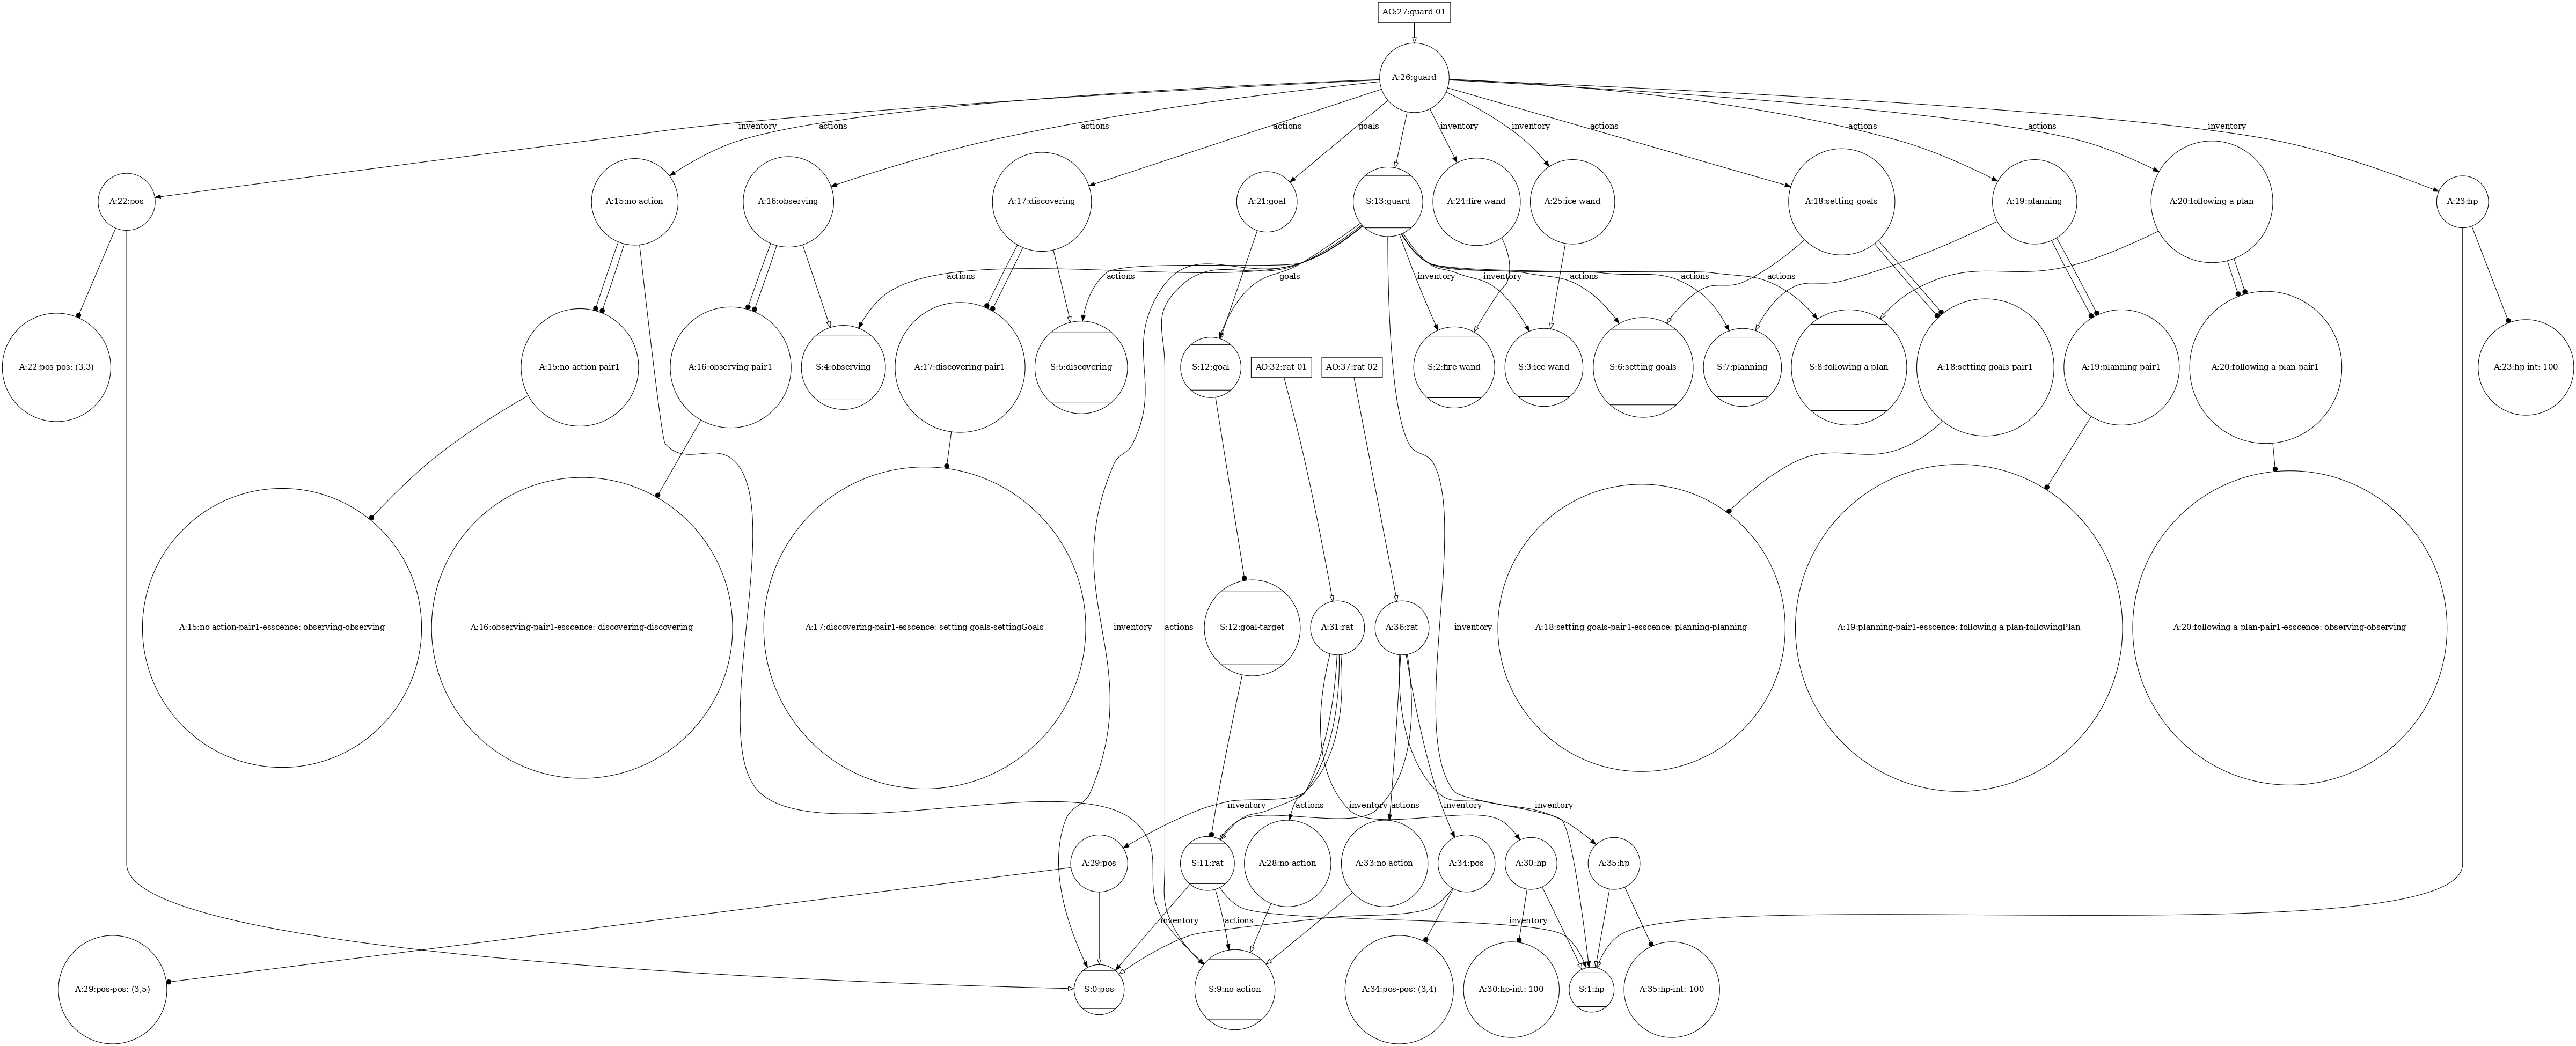 AO:27:guard 01
A:26:guard
inventory
actions
actions
actions
goals
inventory
inventory
actions
actions
actions
inventory
A:22:pos
A:15:no action
A:16:observing
A:17:discovering
A:21:goal
S:13:guard
A:24:fire wand
A:25:ice wand
A:18:setting goals
A:19:planning
A:20:following a plan
A:23:hp
actions
actions
goals
inventory
inventory
actions
actions
actions
A:22:pos-pos: (3,3)
A:15:no action-pair1
A:16:observing-pair1
S:4:observing
A:17:discovering-pair1
S:5:discovering
S:12:goal
AO:32:rat 01
AO:37:rat 02
S:2:fire wand
S:3:ice wand
S:6:setting goals
S:7:planning
S:8:following a plan
A:18:setting goals-pair1
A:19:planning-pair1
A:20:following a plan-pair1
A:23:hp-int: 100
A:15:no action-pair1-esscence: observing-observing
A:16:observing-pair1-esscence: discovering-discovering
A:17:discovering-pair1-esscence: setting goals-settingGoals
inventory
actions
S:12:goal-target
A:31:rat
A:36:rat
inventory
A:18:setting goals-pair1-esscence: planning-planning
A:19:planning-pair1-esscence: following a plan-followingPlan
A:20:following a plan-pair1-esscence: observing-observing
inventory
actions
inventory
actions
inventory
inventory
A:29:pos
S:11:rat
A:28:no action
A:33:no action
A:34:pos
A:30:hp
A:35:hp
inventory
actions
inventory
A:29:pos-pos: (3,5)
S:0:pos
S:9:no action
A:34:pos-pos: (3,4)
A:30:hp-int: 100
S:1:hp
A:35:hp-int: 100